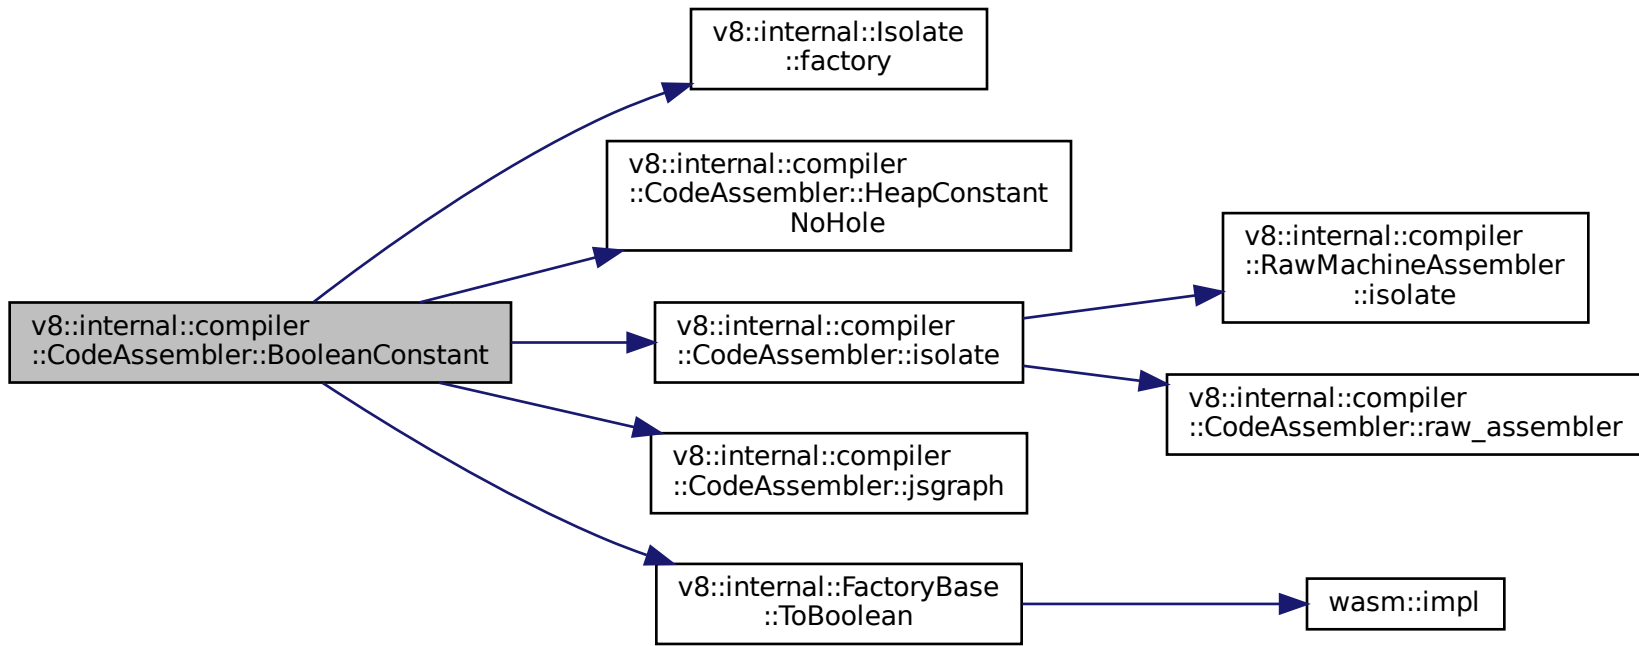 v8::internal::Isolate
::factory
v8::internal::compiler
::CodeAssembler::HeapConstant
NoHole
v8::internal::compiler
::RawMachineAssembler
::isolate
v8::internal::compiler
::CodeAssembler::BooleanConstant
v8::internal::compiler
::CodeAssembler::isolate
v8::internal::compiler
::CodeAssembler::raw_assembler
v8::internal::compiler
::CodeAssembler::jsgraph
v8::internal::FactoryBase
::ToBoolean
wasm::impl